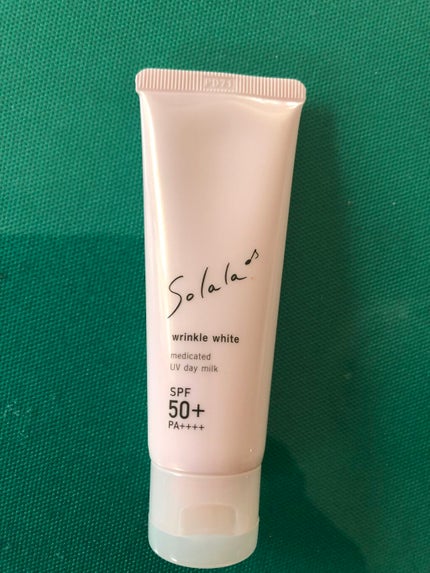 Solala
wrinkle white
medicated
UV day milk
SPF
50+
PA++++